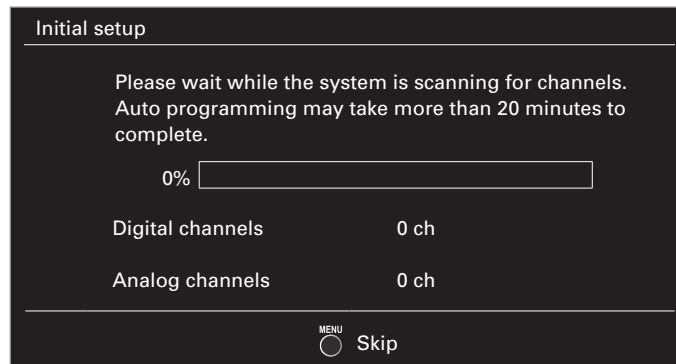 Initial setup
Please wait while the system is scanning for channels.
Auto programming may take more than 20 minutes to
complete.
0%
Digital channels 0 ch
Analog channels 0 ch
MENU
Skip